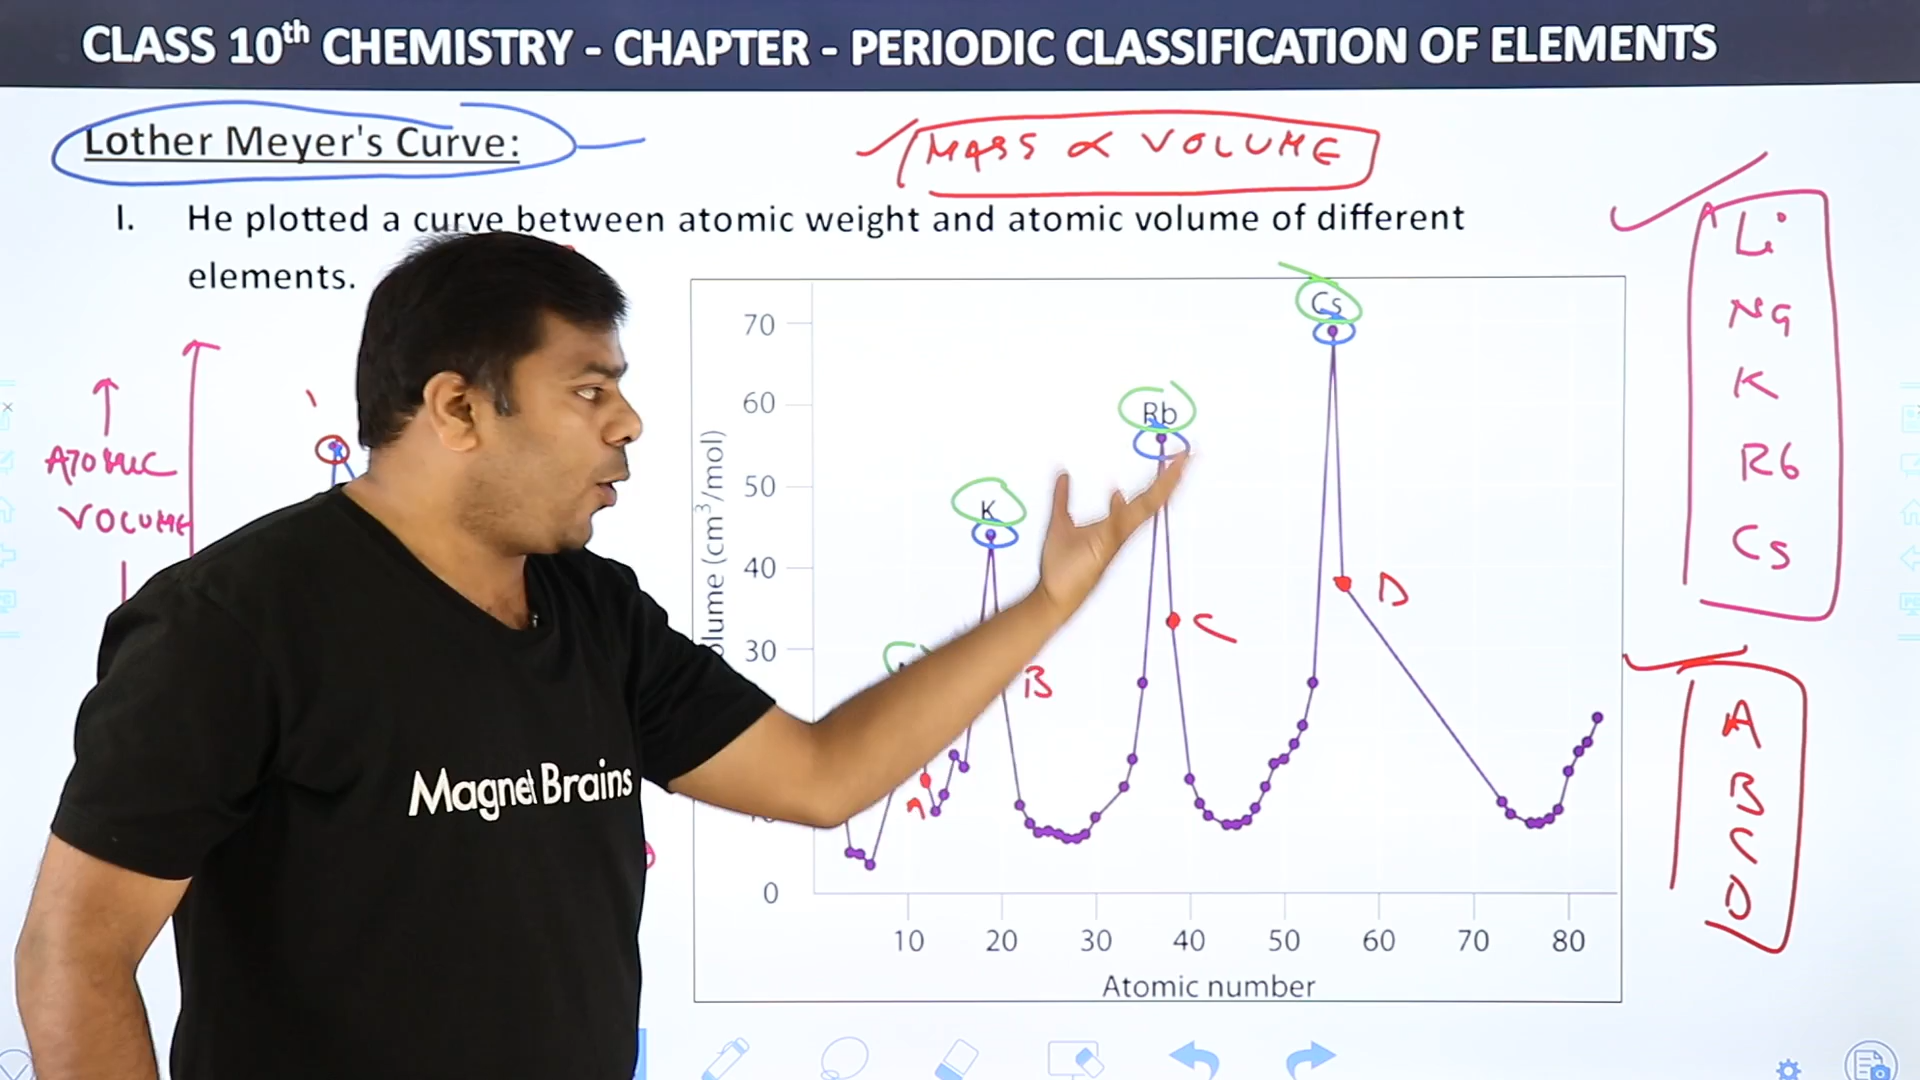 CLASS 10th CHEMISTRY - CHAPTER - PERIODIC CLASSIFICATION OF ELEMENTS
Lother Meyer's Curve:
MASS ∝ VOLUME
I. He plotted a curve between atomic weight and atomic volume of different
elements.
ATOMIC
VOLUME
70
60
50
40
30
0
10 20 30 40 50 60 70 80
Atomic number
(cm³/mol)
K
Rb
Cs
A
B
C
D
Li
Na
K
Rb
Cs
A
B
C
D
Magnet Brains